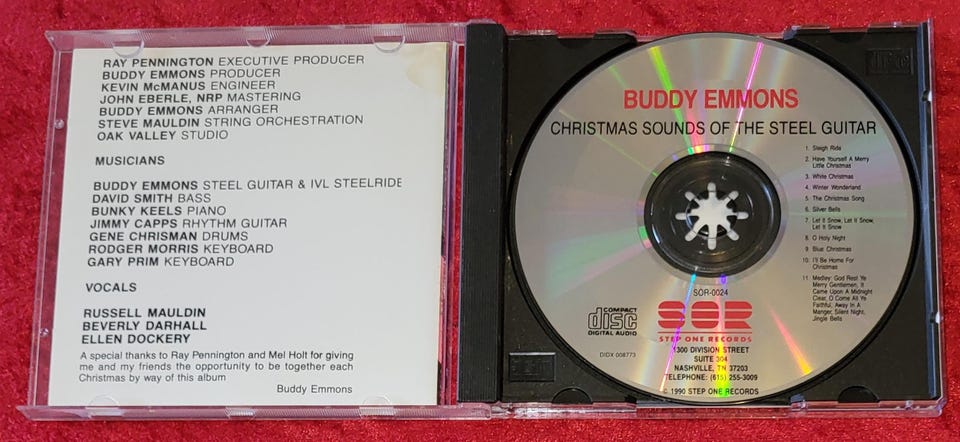 RAY PENNINGTON EXECUTIVE PRODUCER
BUDDY EMMONS PRODUCER
KEVIN McMANUS ENGINEER
JOHN EBERLE, NRP MASTERING
BUDDY EMMONS ARRANGER
STEVE MAULDIN STRING ORCHESTRATION
OAK VALLEY STUDIO
MUSICIANS
BUDDY EMMONS STEEL GUITAR & IVL STEELRIDE
DAVID SMITH BASS
BUNKY KEELS PIANO
JIMMY CAPPS RHYTHM GUITAR
GENE CHRISMAN DRUMS
RODGER MORRIS KEYBOARD
GARY PRIM KEYBOARD
VOCALS
RUSSELL MAULDIN
BEVERLY DARHALL
ELLEN DOCKERY
A special thanks to Ray Pennington and Mel Holt for giving
me and my friends the opportunity to be together each
Christmas by way of this album
Buddy Emmons
BUDDY EMMONS
CHRISTMAS SOUNDS OF THE STEEL GUITAR
1. Sleigh Ride
2. Have Yourself A Merry
Little Christmas
3. White Christmas
4. Winter Wonderland
5. The Christmas Song
6. Silver Bells
7. Let It Snow, Let It Snow,
Let It Snow
8. O Holy Night
9. Blue Christmas
10. I'll Be Home For
Christmas
11. Medley: God Rest Ye
Merry Gentlemen, It
Came Upon A Midnight
Clear, O Come All Ye
Faithful, Away In A
Manger, Silent Night,
Jingle Bells
SOR-0024
COMPACT
disc
DIGITAL AUDIO
DIDX 008773
SOR
STEP ONE RECORDS
1300 DIVISION STREET
SUITE 304
NASHVILLE, TN 37203
TELEPHONE: (615) 255-3009
© 1990 STEP ONE RECORDS